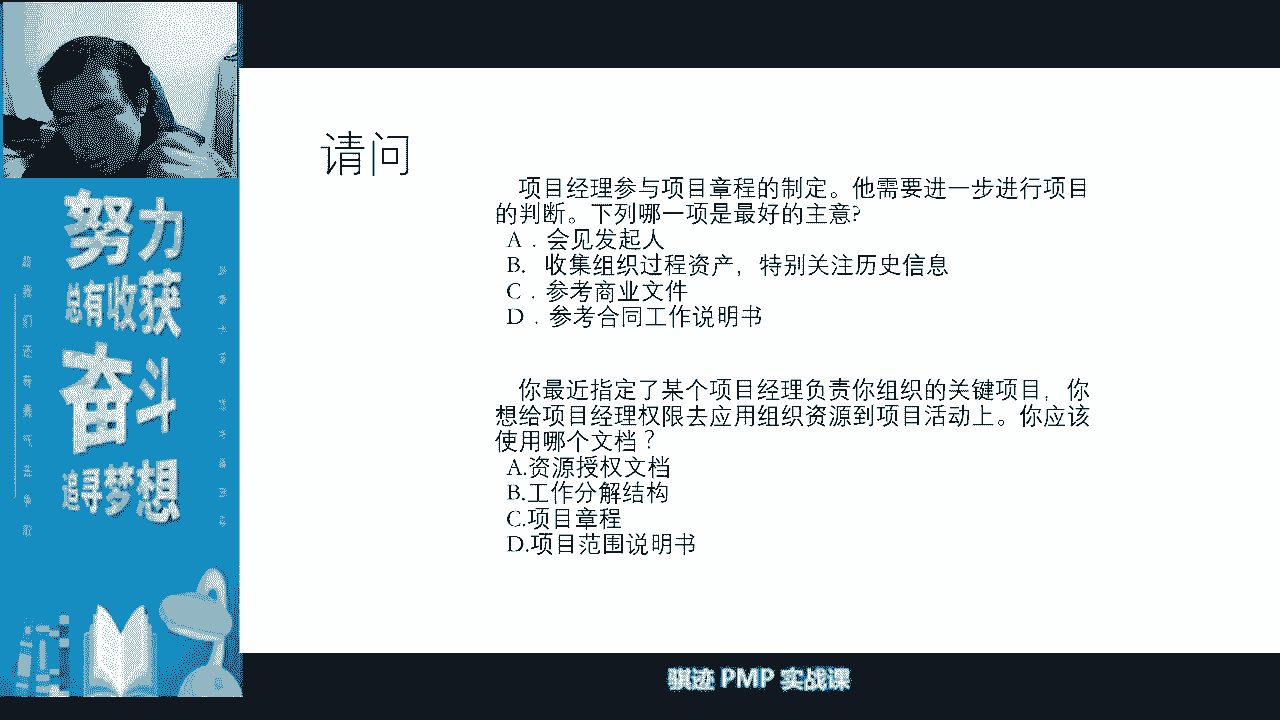 努力
总有收获
奋斗
追寻梦想
请问
项目经理参与项目章程的制定。他需要进一步进行项目
的判断。下列哪一项是最好的主意?
A．会见发起人
B. 收集组织过程资产，特别关注历史信息
C．参考商业文件
D．参考合同工作说明书
你最近指定了某个项目经理负责你组织的关键项目，你
想给项目经理权限去应用组织资源到项目活动上。你应该
使用哪个文档？
A.资源授权文档
B.工作分解结构
C.项目章程
D.项目范围说明书
骐迹 PMP 实战课